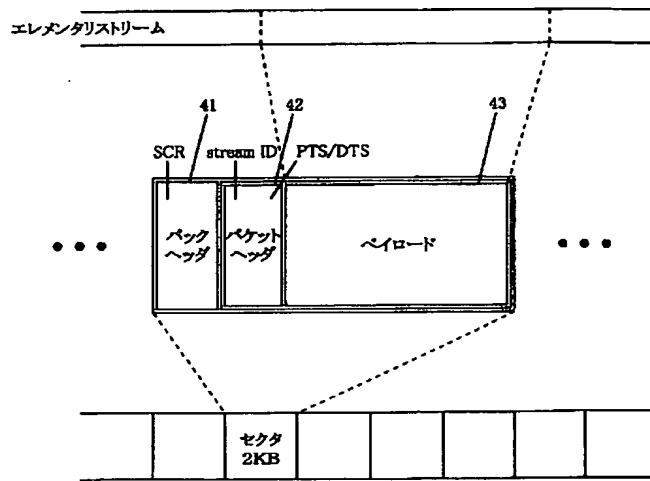 エレメンタリストリーム
41
42
43
SCR
stream ID
PTS/DTS
パック
ヘッダ
パケット
ヘッダ
ペイロード
セクタ
2KB